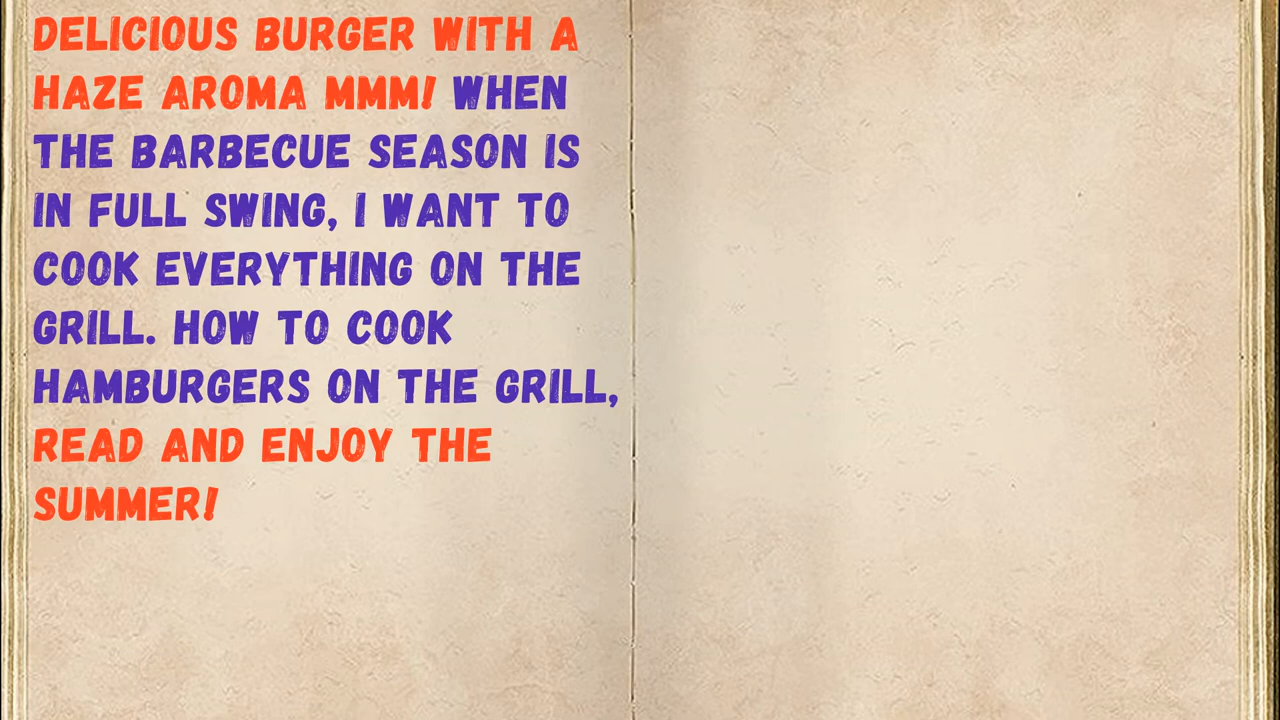 DELICIOUS BURGER WITH A
HAZE AROMA MMM! WHEN
THE BARBECUE SEASON IS
IN FULL SWING, I WANT TO
COOK EVERYTHING ON THE
GRILL. HOW TO COOK
HAMBURGERS ON THE GRILL,
READ AND ENJOY THE
SUMMER!